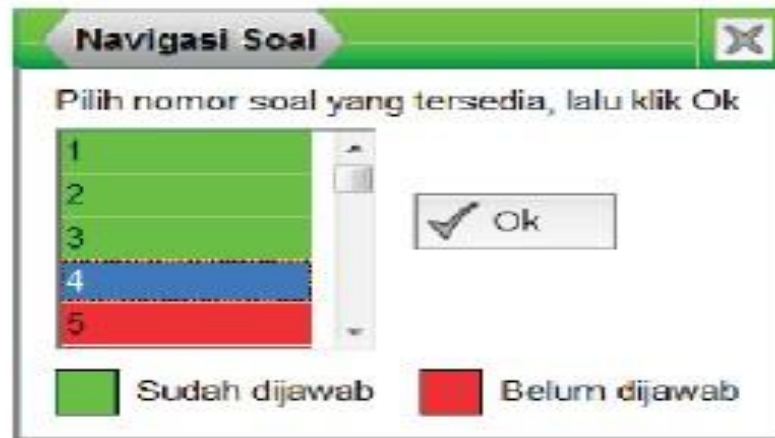 Navigasi Soal
Pilih nomor soal yang tersedia, lalu klik Ok
1
2
3
4
5
Ok
Sudah dijawab
Belum dijawab